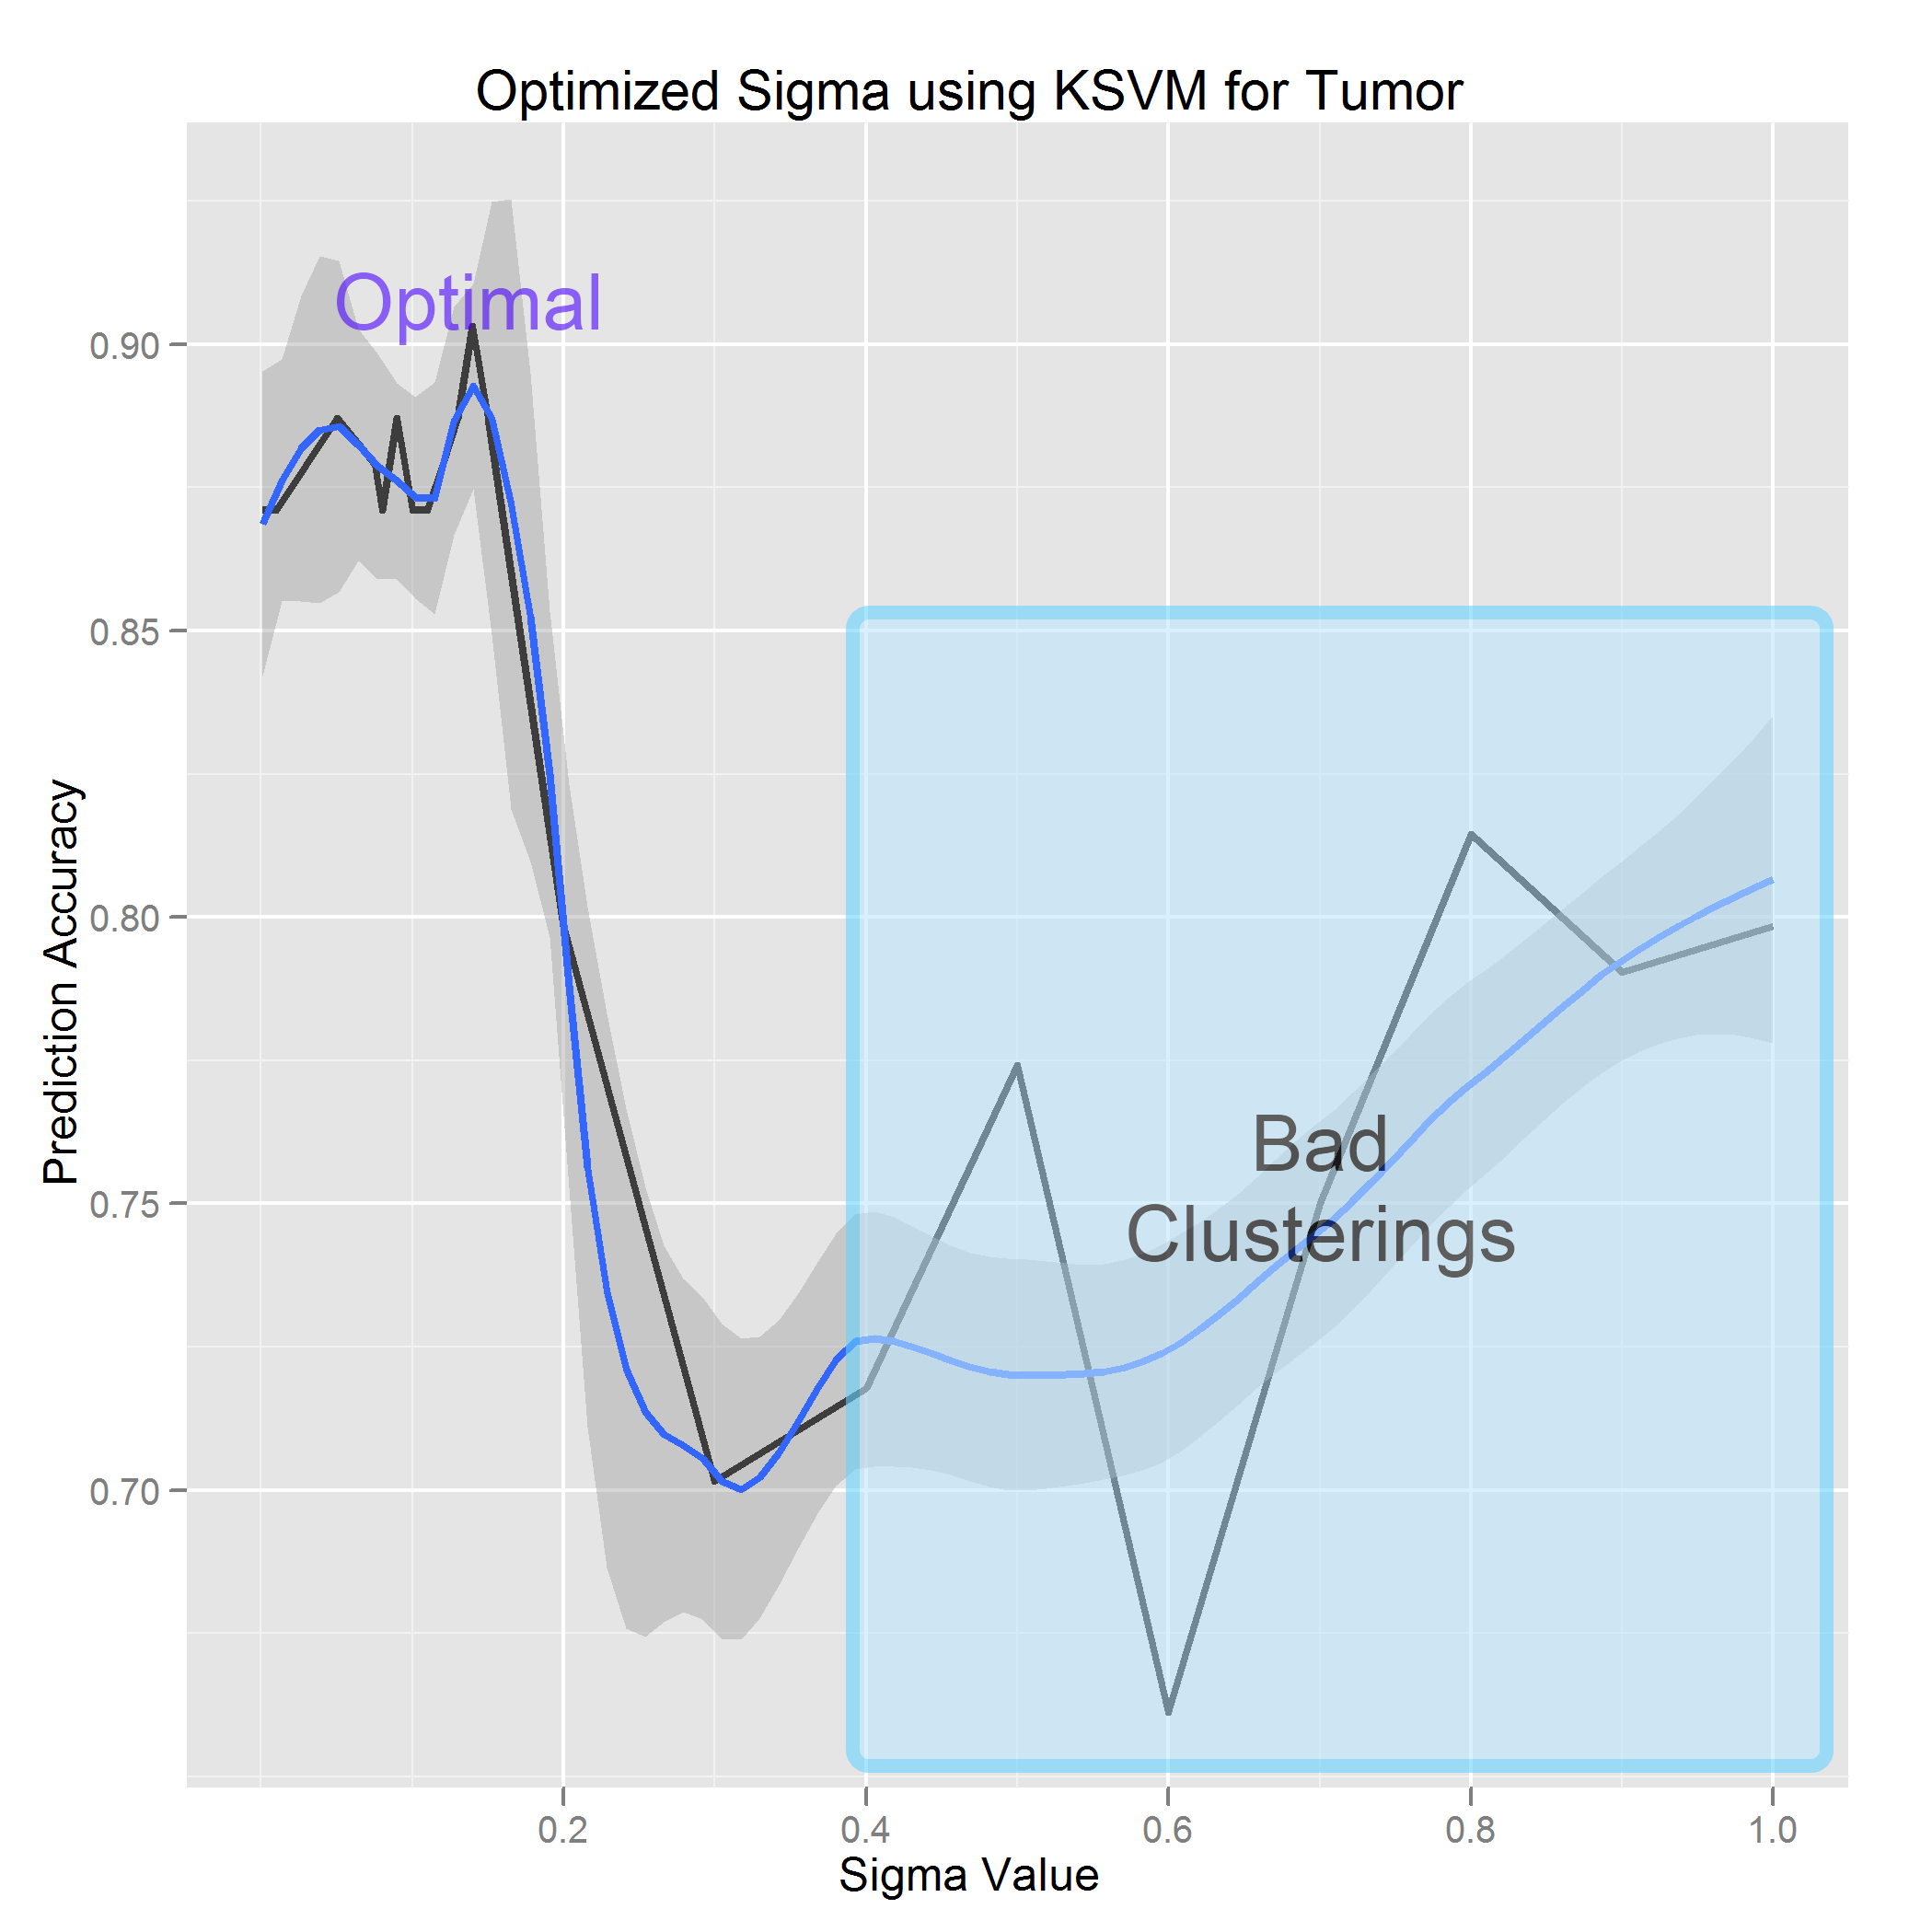 Optimized Sigma using KSVM for Tumor
Optimal
0.90
0.85
0.80
0.75
0.70
Prediction Accuracy
Bad
Clusterings
0.2 0.4 0.6 0.8 1.0
Sigma Value